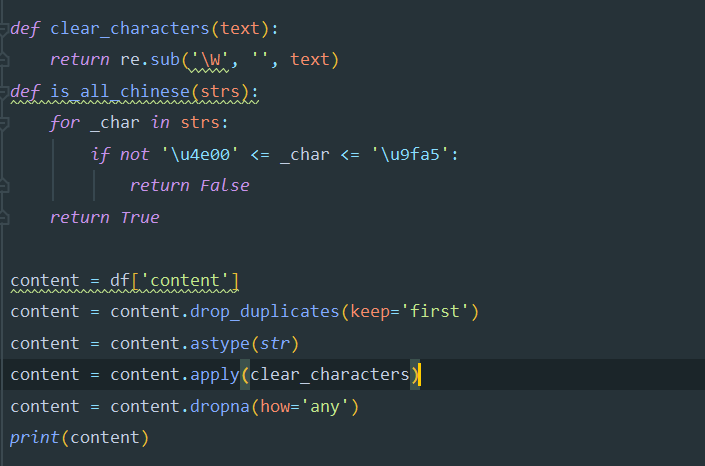 def clear_characters(text):
    return re.sub('\W', '', text)
def is_all_chinese(strs):
    for _char in strs:
        if not '\u4e00' <= _char <= '\u9fa5':
            return False
    return True
content = df['content']
content = content.drop_duplicates(keep='first')
content = content.astype(str)
content = content.apply(clear_characters)
content = content.dropna(how='any')
print(content)